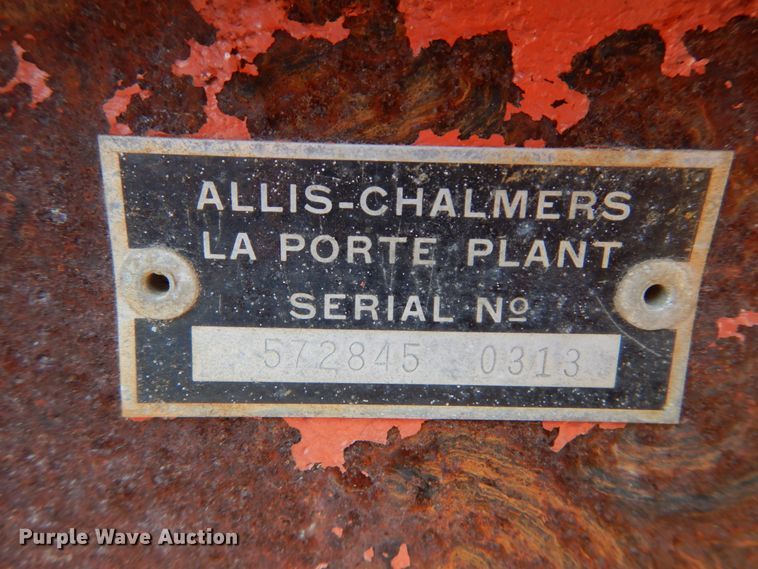 ALLIS-CHALMERS
LA PORTE PLANT
SERIAL Nº
572845 0313
Purple Wave Auction